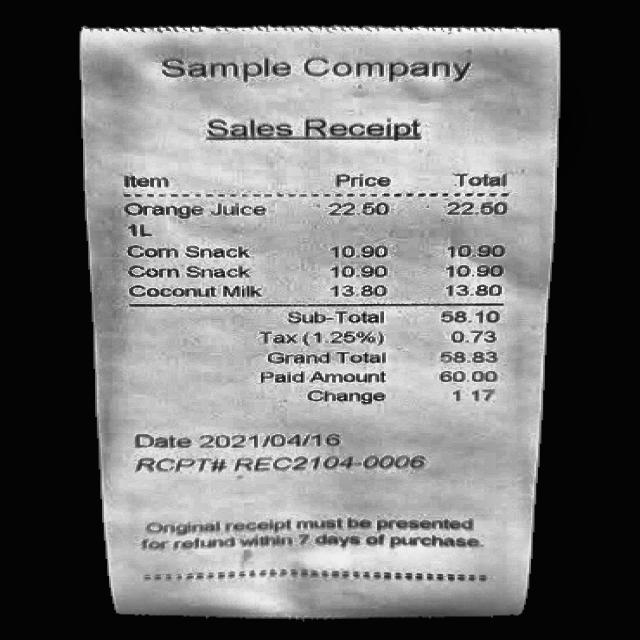 Sample Company
Sales Receipt
Item Price Total
Orange Juice 22.50 22.50
1L
Corn Snack 10.90 10.90
Corn Snack 10.90 10.90
Coconut Milk 13.80 13.80
Sub-Total 58.10
Tax (1.25%) 0.73
Grand Total 58.83
Paid Amount 60.00
Change 1.17
Date 2021/04/16
RCPT# REC2104-0006
Original receipt must be presented
for refund within 7 days of purchase.